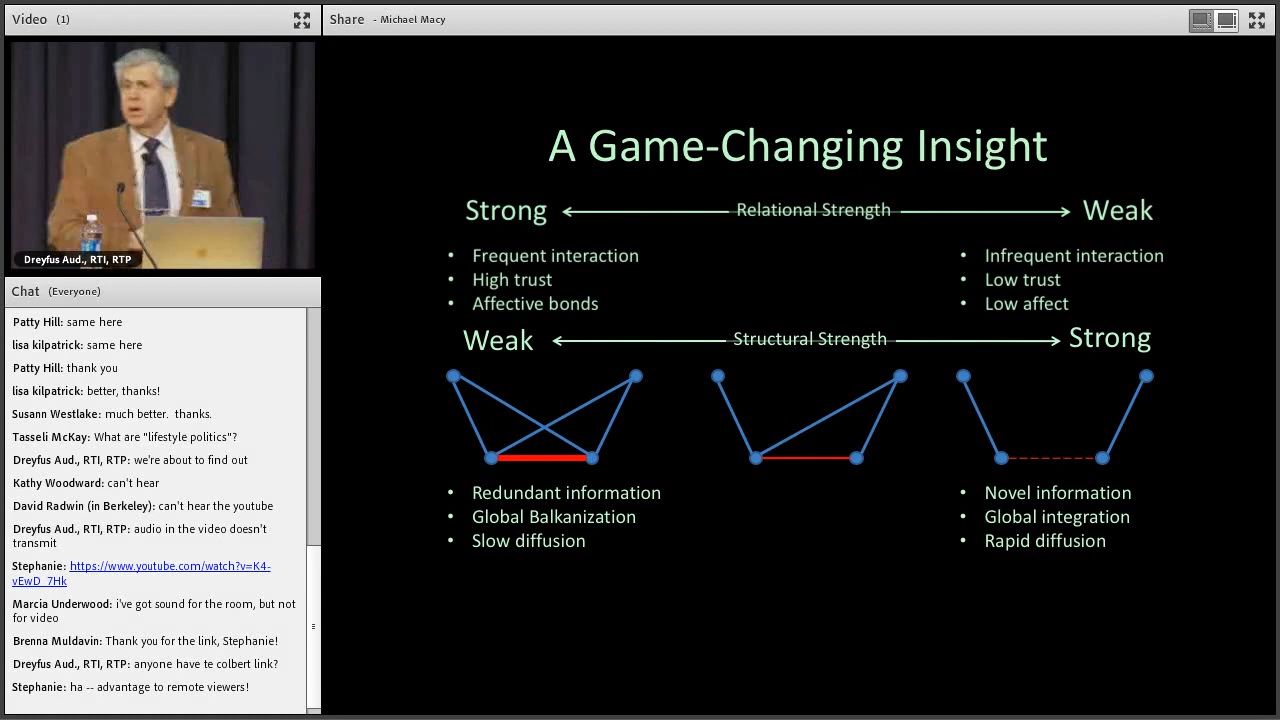 Video (1)
Share - Michael Macy
Dreyfus Aud., RTI, RTP
Chat (Everyone)
Patty Hill: same here
lisa kilpatrick: same here
Patty Hill: thank you
lisa kilpatrick: better, thanks!
Susann Westlake: much better. thanks.
Tasseli McKay: What are "lifestyle politics"?
Dreyfus Aud., RTI, RTP: we're about to find out
Kathy Woodward: can't hear
David Radwin (in Berkeley): can't hear the youtube
Dreyfus Aud., RTI, RTP: audio in the video doesn't
transmit
Stephanie: https://www.youtube.com/watch?v=K4-
vEwD_7Hk
Marcia Underwood: i've got sound for the room, but not
for video
Brenna Muldavin: Thank you for the link, Stephanie!
Dreyfus Aud., RTI, RTP: anyone have te colbert link?
Stephanie: ha -- advantage to remote viewers!
A Game-Changing Insight
Strong Relational Strength Weak
• Frequent interaction
• High trust
• Affective bonds
• Infrequent interaction
• Low trust
• Low affect
Weak Structural Strength Strong
• Redundant information
• Global Balkanization
• Slow diffusion
• Novel information
• Global integration
• Rapid diffusion